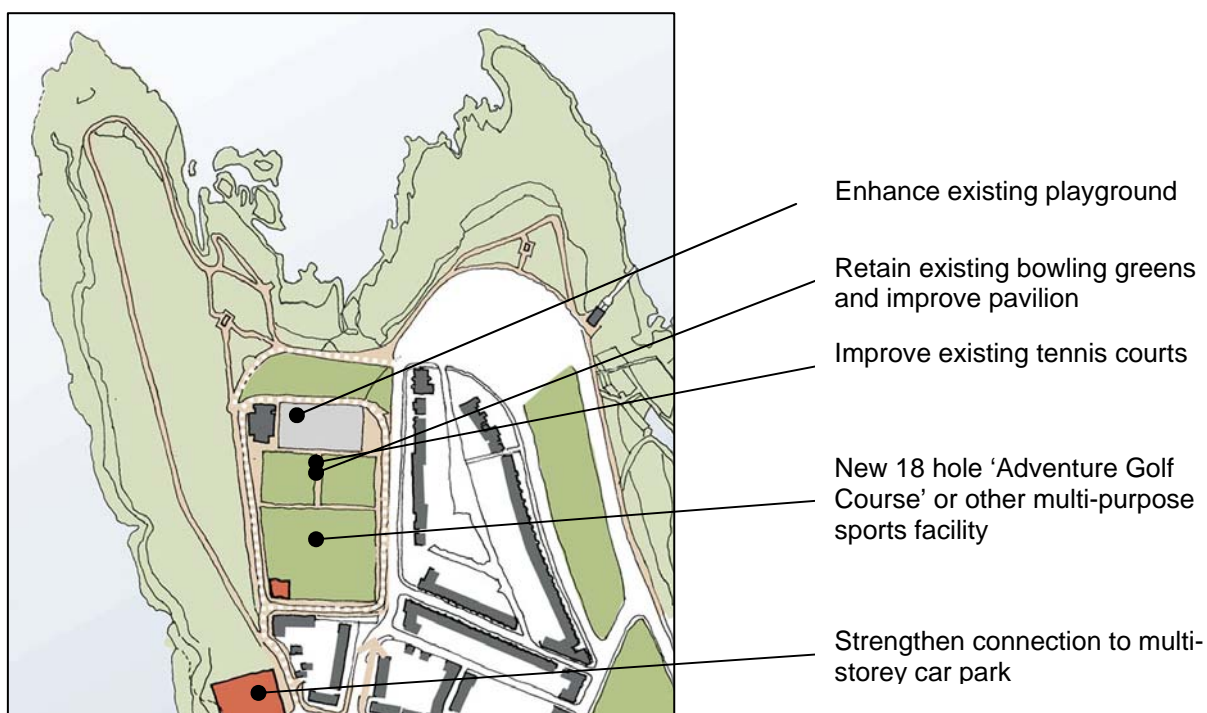 Enhance existing playground
Retain existing bowling greens
and improve pavilion
Improve existing tennis courts
New 18 hole ‘Adventure Golf
Course’ or other multi-purpose
sports facility
Strengthen connection to multi-
storey car park